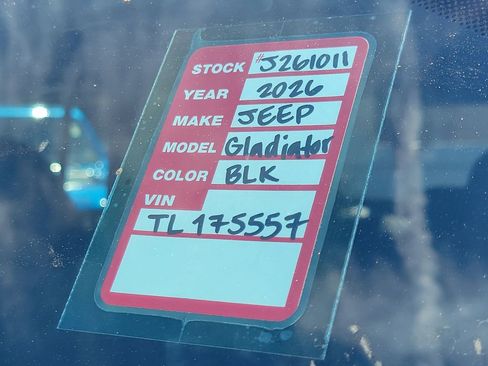 STOCK #J261011
YEAR 2026
MAKE JEEP
MODEL Gladiator
COLOR BLK
VIN
TL 175557